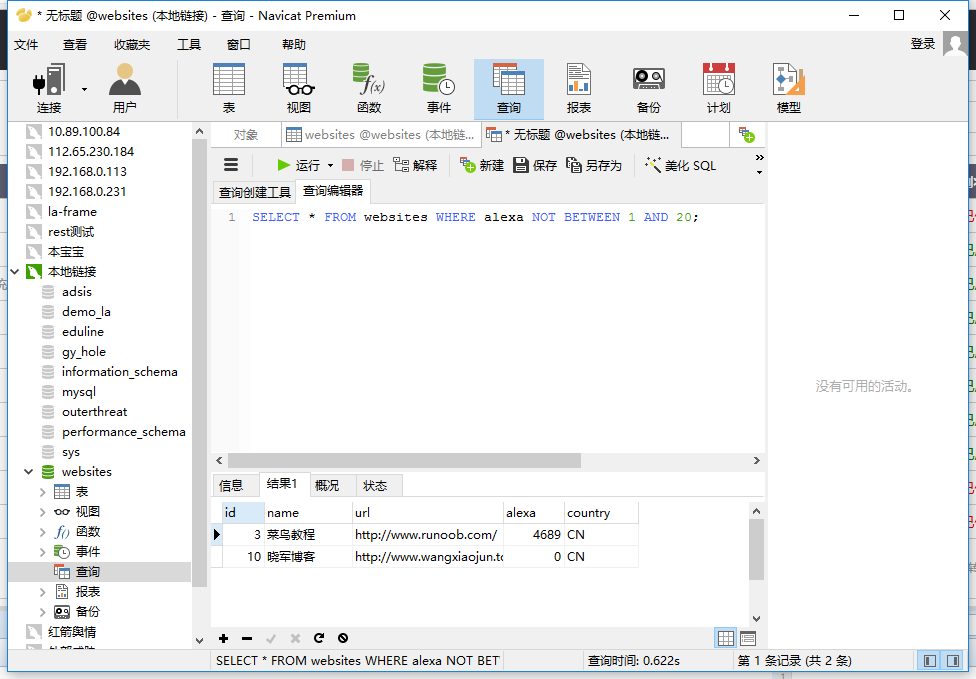 * 无标题 @websites (本地链接) - 查询 - Navicat Premium
文件 查看 收藏夹 工具 窗口 帮助 登录
连接 用户 表 视图 函数 事件 查询 报表 备份 计划 模型
对象 websites @websites (本地链... * 无标题 @websites (本地链...
运行 停止 解释 新建 保存 另存为 美化 SQL
查询创建工具 查询编辑器
1 SELECT * FROM websites WHERE alexa NOT BETWEEN 1 AND 20;
10.89.100.84
112.65.230.184
192.168.0.113
192.168.0.231
la-frame
rest测试
本宝宝
本地链接
adsis
demo_la
eduline
gy_hole
information_schema
mysql
outerthreat
performance_schema
sys
websites
表
视图
函数
事件
查询
报表
备份
红箭舆情
没有可用的活动。
信息 结果1 概况 状态
id name url alexa country
3 菜鸟教程 http://www.runoob.com/ 4689 CN
10 晓军博客 http://www.wangxiaojun.to 0 CN
SELECT * FROM websites WHERE alexa NOT BET 查询时间: 0.622s 第 1 条记录 (共 2 条)